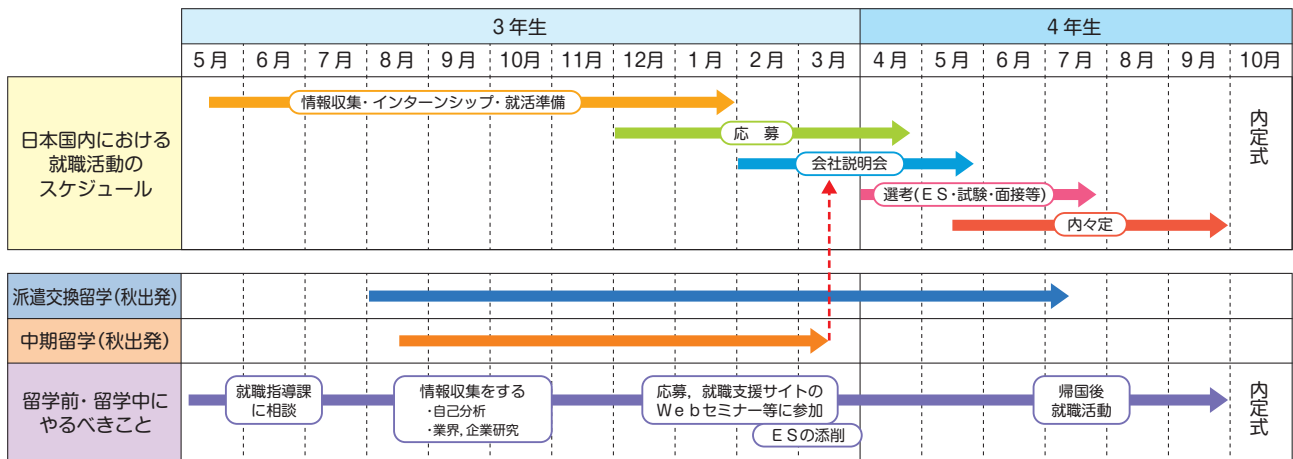 3年生
4年生
5月 6月 7月 8月 9月 10月 11月 12月 1月 2月 3月 4月 5月 6月 7月 8月 9月 10月
日本国内における
就職活動の
スケジュール
情報収集・インターンシップ・就活準備
応　募
会社説明会
選考(ES・試験・面接等)
内々定
内定式
派遣交換留学(秋出発)
中期留学(秋出発)
留学前・留学中に
やるべきこと
就職指導課
に相談
情報収集をする
・自己分析
・業界,企業研究
応募，就職支援サイトの
Webセミナー等に参加
ESの添削
帰国後
就職活動
内定式